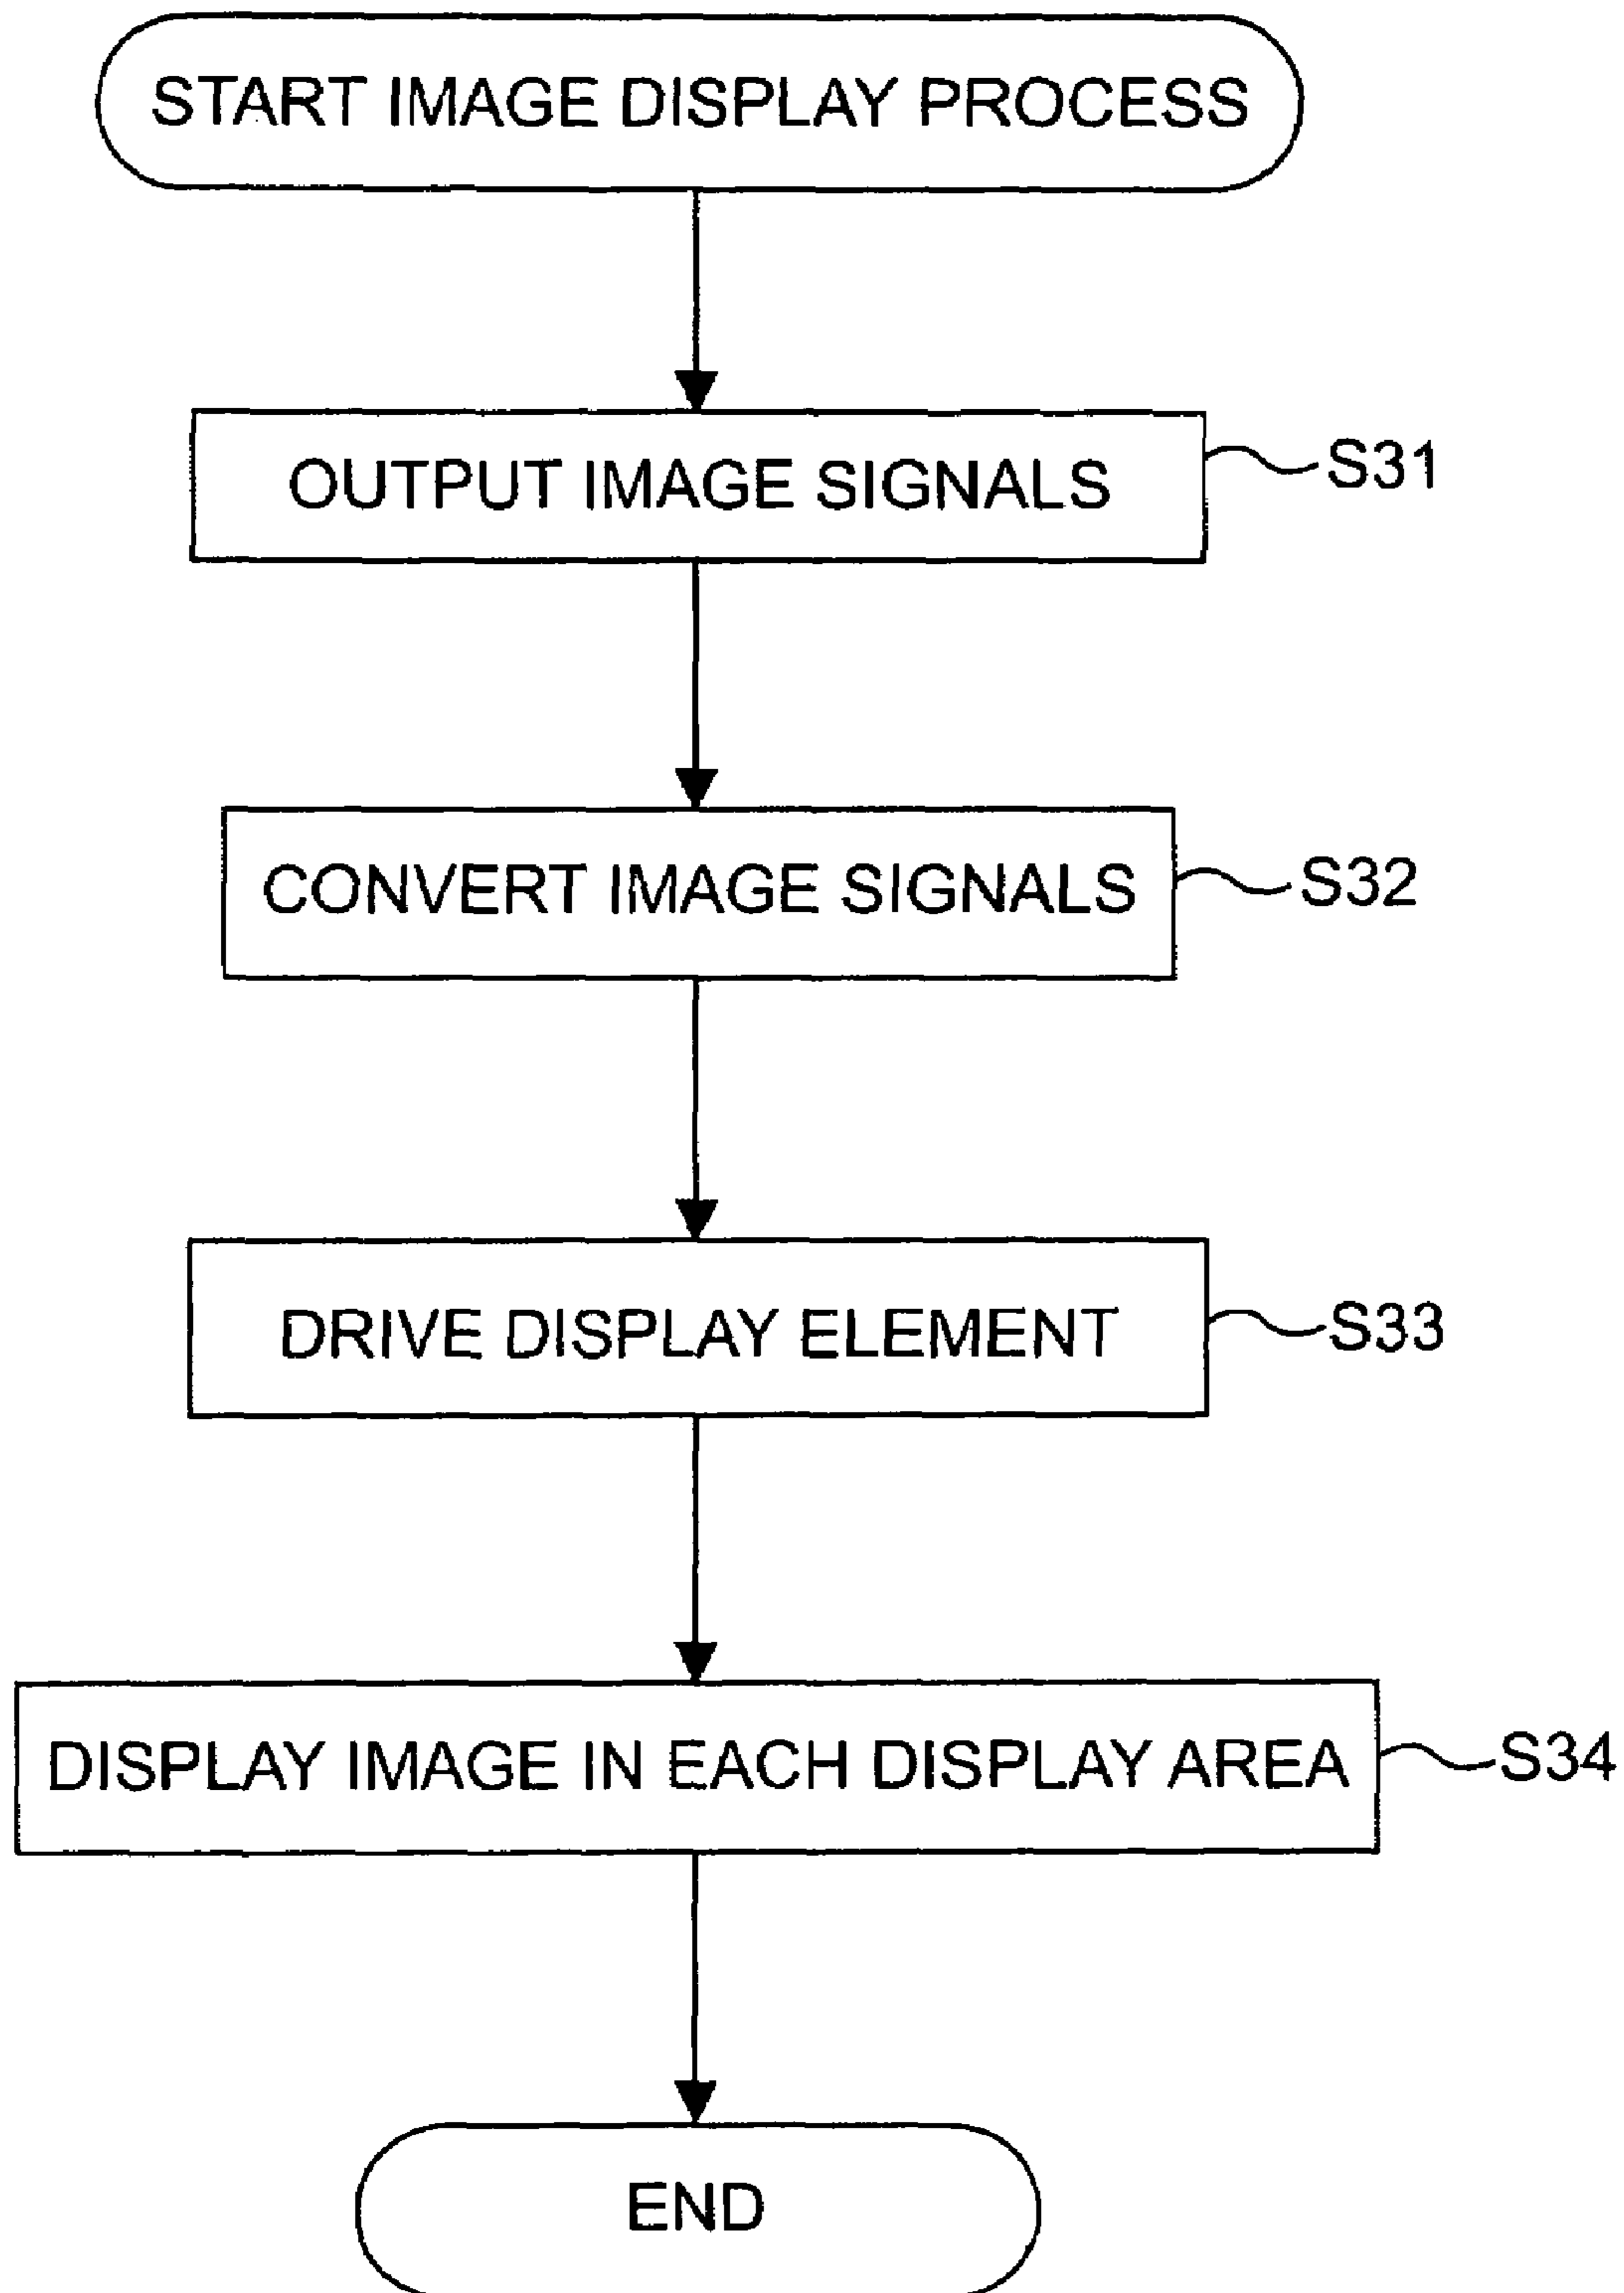 START IMAGE DISPLAY PROCESS
OUTPUT IMAGE SIGNALS
S31
CONVERT IMAGE SIGNALS
S32
DRIVE DISPLAY ELEMENT
S33
DISPLAY IMAGE IN EACH DISPLAY AREA
S34
END